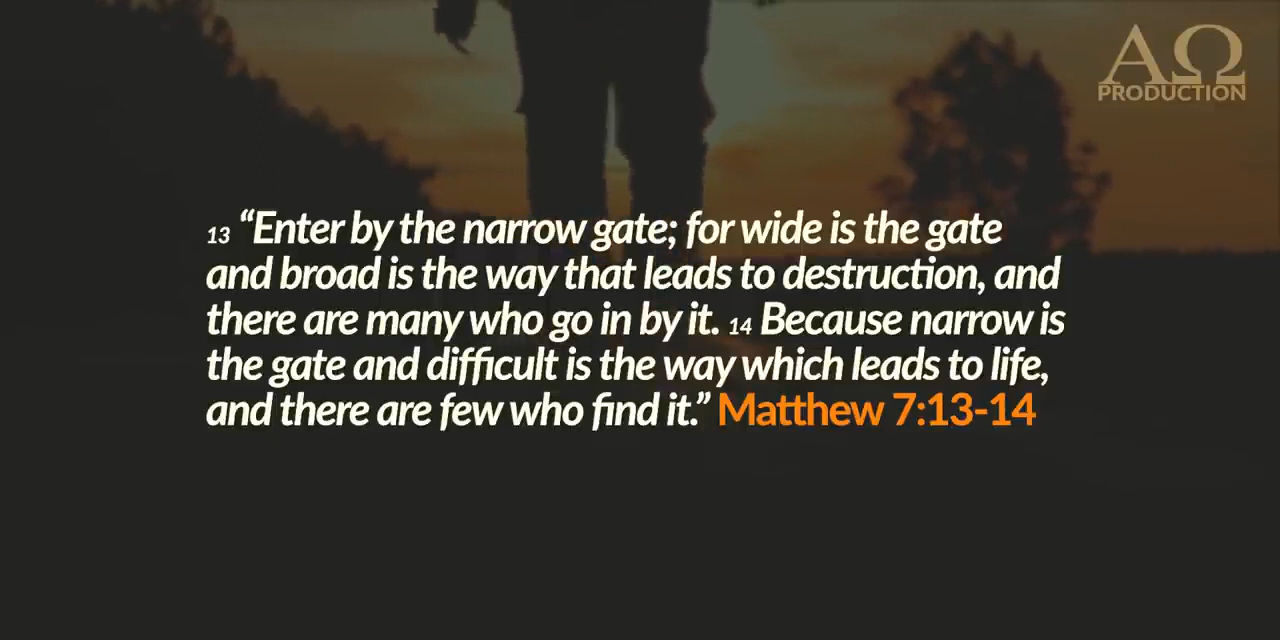 ΑΩ
PRODUCTION
13 “Enter by the narrow gate; for wide is the gate
and broad is the way that leads to destruction, and
there are many who go in by it. 14 Because narrow is
the gate and difficult is the way which leads to life,
and there are few who find it.” Matthew 7:13-14